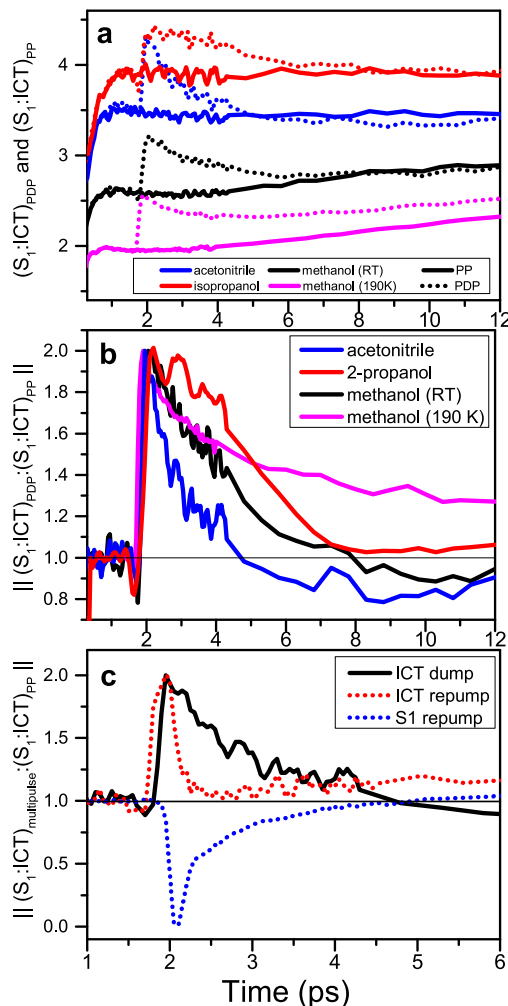 a
(S₁:ICT)PDP and (S₁:ICT)PP
4
3
2
acetonitrile methanol (RT) PP
isopropanol methanol (190K) PDP
2 4 6 8 10 12
b
|| (S₁:ICT)PDP:(S₁:ICT)PP ||
2.0
1.8
1.6
1.4
1.2
1.0
0.8
acetonitrile
2-propanol
methanol (RT)
methanol (190 K)
2 4 6 8 10 12
c
|| (S₁:ICT)multipulse:(S₁:ICT)PP ||
2.0
1.5
1.0
0.5
0.0
ICT dump
ICT repump
S1 repump
1 2 3 4 5 6
Time (ps)